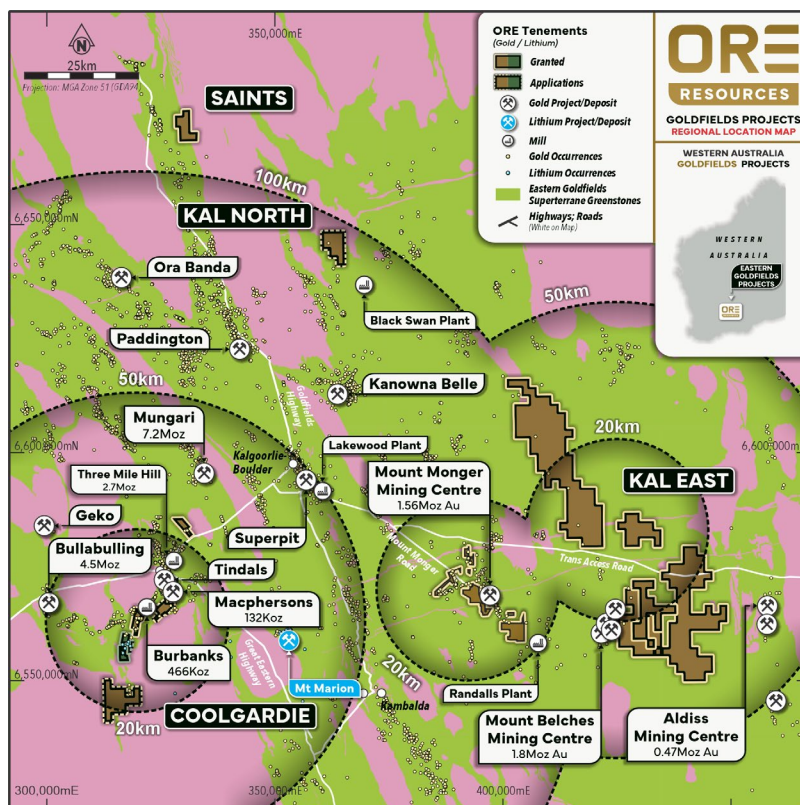 350,000mE
N
25km
Projection: MGA Zone 51 (GDA94)
ORE Tenements
(Gold / Lithium)
Granted
Applications
Gold Project/Deposit
Lithium Project/Deposit
Mill
Gold Occurrences
Lithium Occurrences
Eastern Goldfields
Superterrane Greenstones
Highways; Roads
(White on Map)
ORE
RESOURCES
GOLDFIELDS PROJECTS
REGIONAL LOCATION MAP
WESTERN AUSTRALIA
GOLDFIELDS PROJECTS
WESTERN
AUSTRALIA
EASTERN
GOLDFIELDS
PROJECTS
ORE
SAINTS
100km
KAL NORTH
6,650,000mN
Ora Banda
50km
Black Swan Plant
Paddington
50km
Kanowna Belle
Goldfields
Highway
Mungari
7.2Moz
20km
6,600,000mN
6,600,000mN
Kalgoorlie-
Boulder
Lakewood Plant
Three Mile Hill
2.7Moz
Mount Monger
Mining Centre
1.56Moz Au
KAL EAST
Geko
Superpit
Bullabulling
4.5Moz
Mount Monger
Road
Trans Access Road
Tindals
Macphersons
132Koz
Burbanks
466Koz
Great Eastern
Highway
20km
6,550,000mN
Mt Marion
Randalls Plant
Kambalda
COOLGARDIE
20km
Mount Belches
Mining Centre
1.8Moz Au
Aldiss
Mining Centre
0.47Moz Au
300,000mE
350,000mE
400,000mE